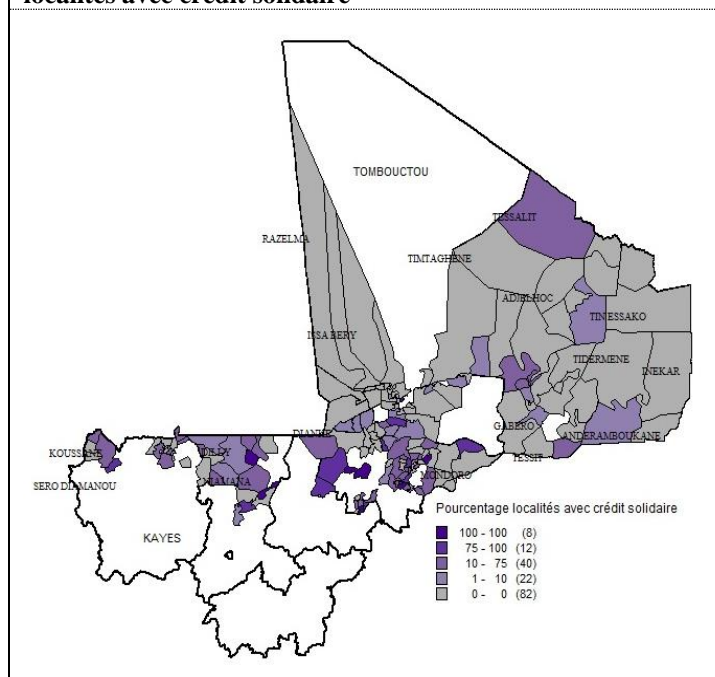 localités avec crédit solidaire
TOMBOUCTOU
TESSALIT
RAZELMA
TIMTAGHENE
ADJELHOC
TINESSAKO
ISSA BERY
TIDERMENE
INEKAR
GABERO
ANDERAMBOUKANE
DIANKE
KOUSSANE
DILLY
TESSIT
MONDORO
SERO DIAMANOU
NIAMANA
KAYES
Pourcentage localités avec crédit solidaire
100 - 100 (8)
75 - 100 (12)
10 - 75 (40)
1 - 10 (22)
0 - 0 (82)